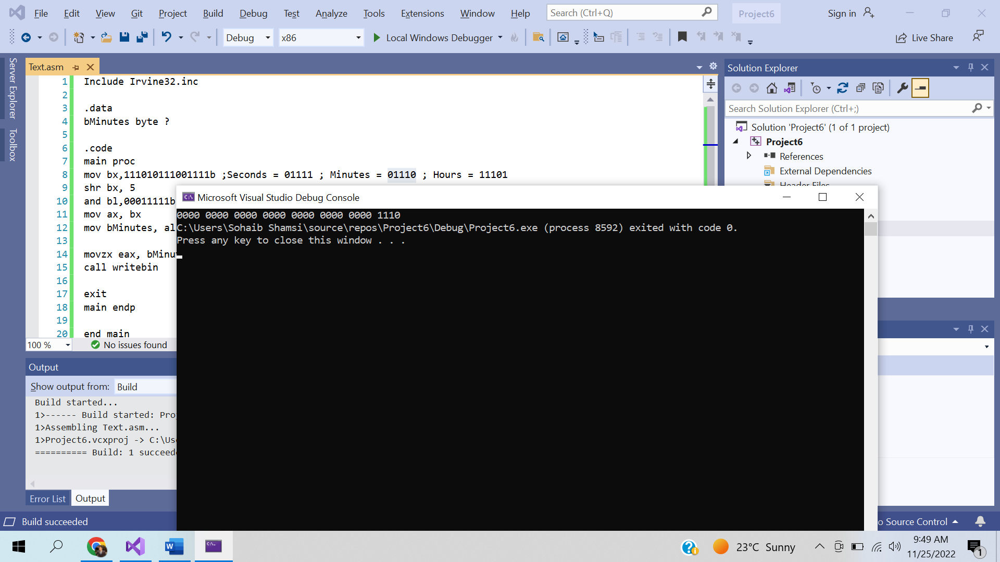 File Edit View Git Project Build Debug Test Analyze Tools Extensions Window Help Search (Ctrl+Q) Project6 Sign in
Debug x86 Local Windows Debugger Live Share
Server Explorer
Toolbox
Text.asm
1 Include Irvine32.inc
2
3 .data
4 bMinutes byte ?
5
6 .code
7 main proc
8 mov bx,111010111001111b ;Seconds = 01111 ; Minutes = 01110 ; Hours = 11101
9 shr bx, 5
10 and bl,00011111b
11 mov ax, bx
12 mov bMinutes, al
13
14 movzx eax, bMinu
15 call writebin
16
17 exit
18 main endp
19
20 end main
100 % No issues found
Solution Explorer
Search Solution Explorer (Ctrl+;)
Solution 'Project6' (1 of 1 project)
Project6
References
External Dependencies
Header Files
Microsoft Visual Studio Debug Console
0000 0000 0000 0000 0000 0000 0000 1110
C:\Users\Sohaib Shamsi\source\repos\Project6\Debug\Project6.exe (process 8592) exited with code 0.
Press any key to close this window . . .
Output
Show output from: Build
Build started...
1>------ Build started: Pro
1>Assembling Text.asm...
1>Project6.vcxproj -> C:\Us
========== Build: 1 succeed
Error List Output
Build succeeded
o Source Control
23°C Sunny
9:49 AM
11/25/2022
1